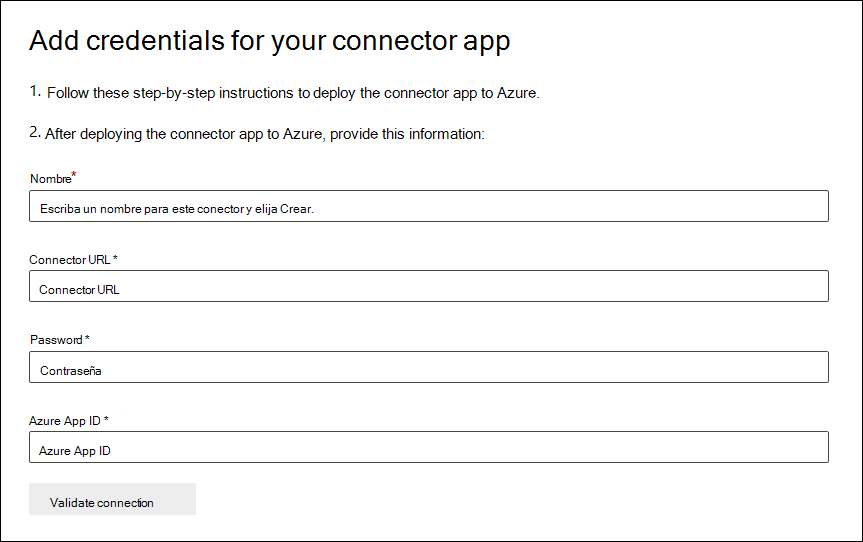 Add credentials for your connector app
1. Follow these step-by-step instructions to deploy the connector app to Azure.
2. After deploying the connector app to Azure, provide this information:
Nombre*
Escriba un nombre para este conector y elija Crear.
Connector URL *
Connector URL
Password *
Contraseña
Azure App ID *
Azure App ID
Validate connection